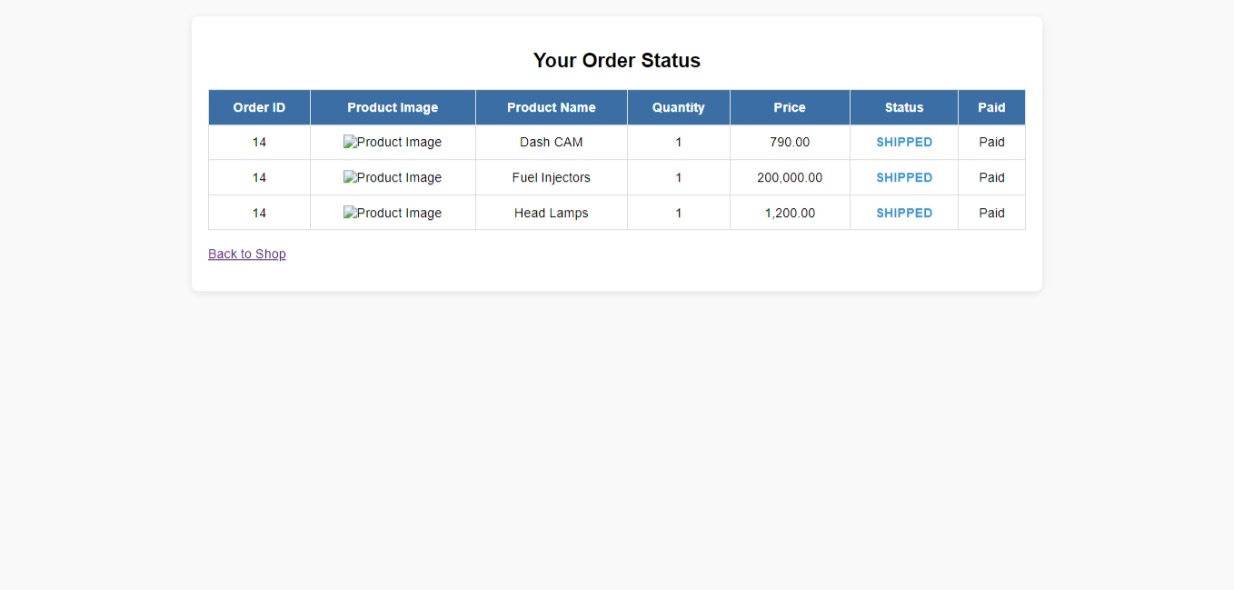 Your Order Status
Order ID Product Image Product Name Quantity Price Status Paid
14 Product Image Dash CAM 1 790.00 SHIPPED Paid
14 Product Image Fuel Injectors 1 200,000.00 SHIPPED Paid
14 Product Image Head Lamps 1 1,200.00 SHIPPED Paid
Back to Shop